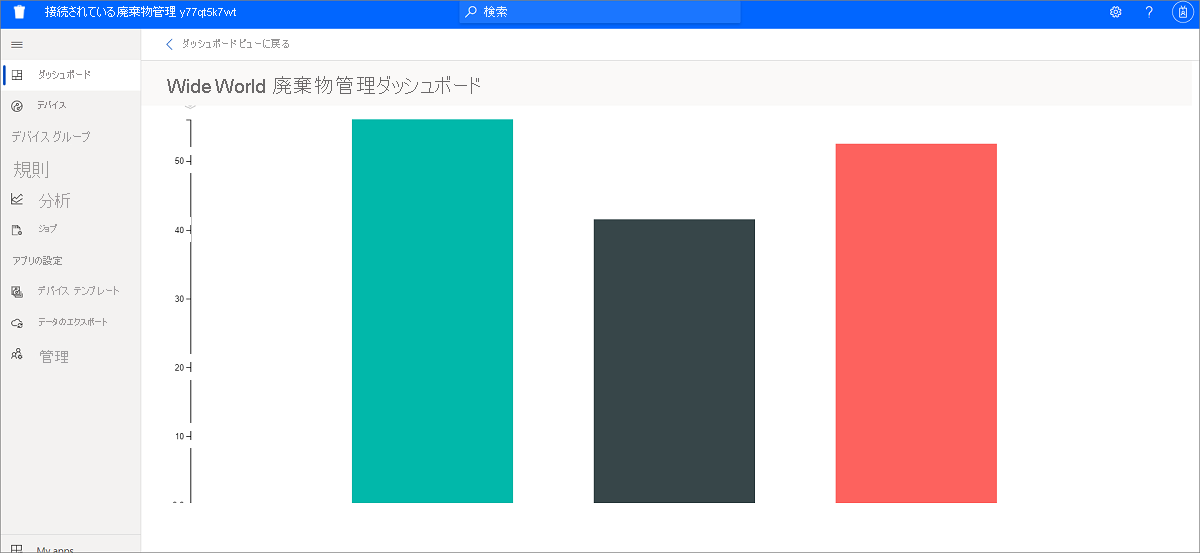 接続されている廃棄物管理 y77qt5k7wt
検索
?
ダッシュボード ビューに戻る
ダッシュボード
デバイス
デバイス グループ
規則
分析
ジョブ
アプリの設定
デバイス テンプレート
データのエクスポート
管理
My apps
Wide World 廃棄物管理ダッシュボード
50
40
30
20
10